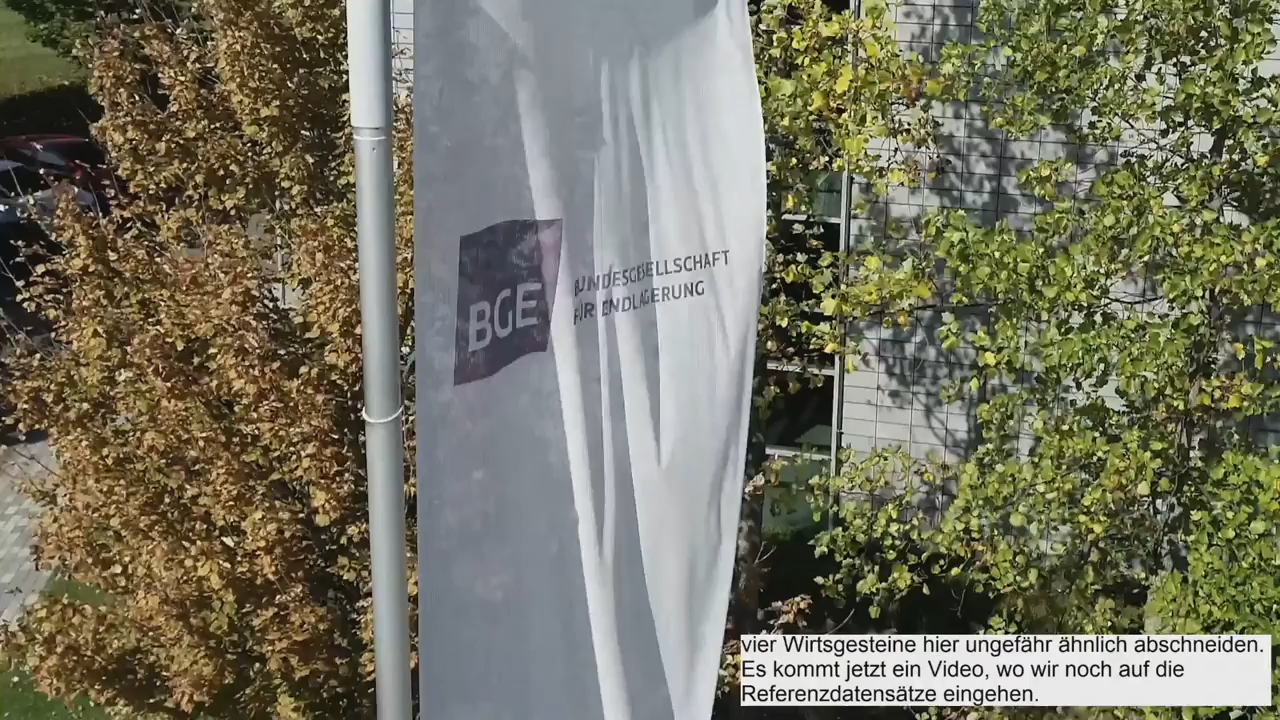 BGE
BUNDESGESELLSCHAFT
FÜR ENDLAGERUNG
vier Wirtsgesteine hier ungefähr ähnlich abschneiden.
Es kommt jetzt ein Video, wo wir noch auf die
Referenzdatensätze eingehen.